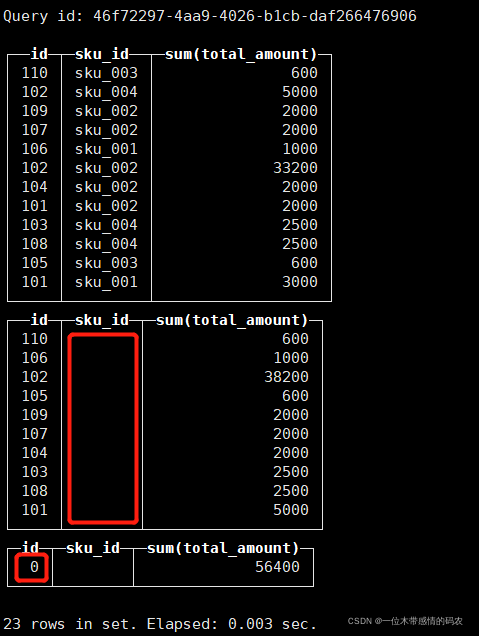 Query id: 46f72297-4aa9-4026-b1cb-daf266476906
id sku_id sum(total_amount)
110 sku_003 600
102 sku_004 5000
109 sku_002 2000
107 sku_002 2000
106 sku_001 1000
102 sku_002 33200
104 sku_002 2000
101 sku_002 2000
103 sku_004 2500
108 sku_004 2500
105 sku_003 600
101 sku_001 3000
id sku_id sum(total_amount)
110 600
106 1000
102 38200
105 600
109 2000
107 2000
104 2000
103 2500
108 2500
101 5000
id sku_id sum(total_amount)
0 56400
23 rows in set. Elapsed: 0.003 sec.
CSDN @一位木带感情的码农